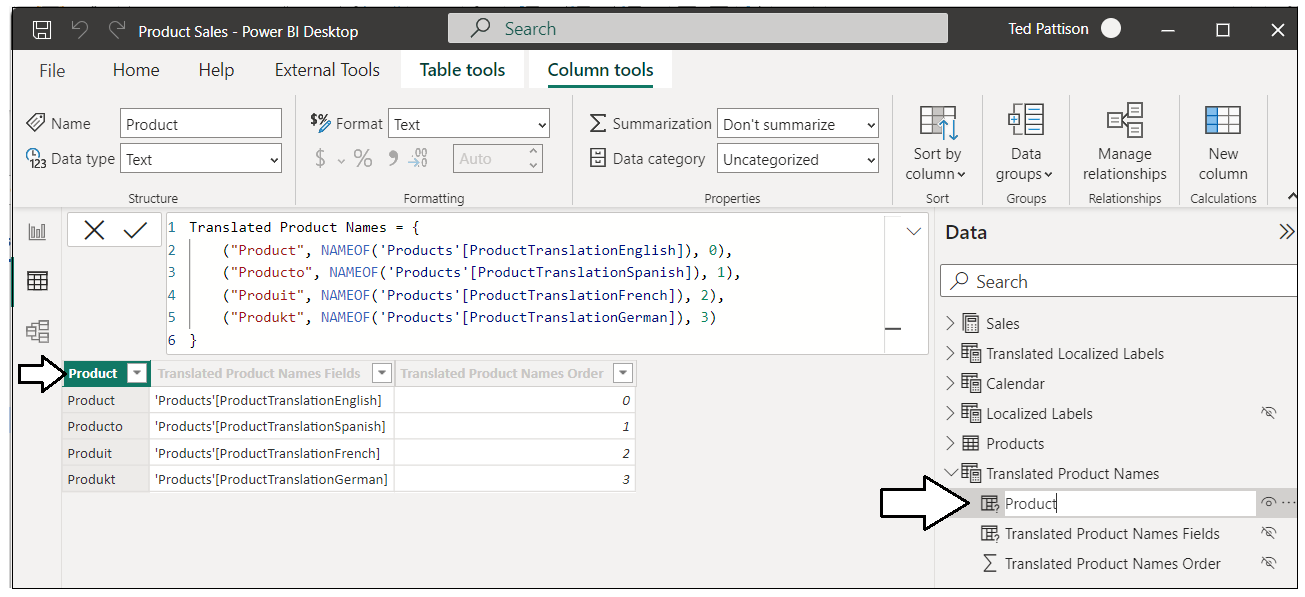 Product Sales - Power BI Desktop
Search
Ted Pattison
File Home Help External Tools Table tools Column tools
Name Product
$% Format Text
Σ Summarization Don't summarize
123 Data type Text
$ % 9 .00 →.0 Auto
Data category Uncategorized
Sort by column
Data groups
Manage relationships
New column
Structure Formatting Properties Sort Groups Relationships Calculations
1 Translated Product Names = {
2 ("Product", NAMEOF('Products'[ProductTranslationEnglish]), 0),
3 ("Producto", NAMEOF('Products'[ProductTranslationSpanish]), 1),
4 ("Produit", NAMEOF('Products'[ProductTranslationFrench]), 2),
5 ("Produkt", NAMEOF('Products'[ProductTranslationGerman]), 3)
6 }
Product Translated Product Names Fields Translated Product Names Order
Product 'Products'[ProductTranslationEnglish] 0
Producto 'Products'[ProductTranslationSpanish] 1
Produit 'Products'[ProductTranslationFrench] 2
Produkt 'Products'[ProductTranslationGerman] 3
Data
Search
Sales
Translated Localized Labels
Calendar
Localized Labels
Products
Translated Product Names
Product
Translated Product Names Fields
Σ Translated Product Names Order